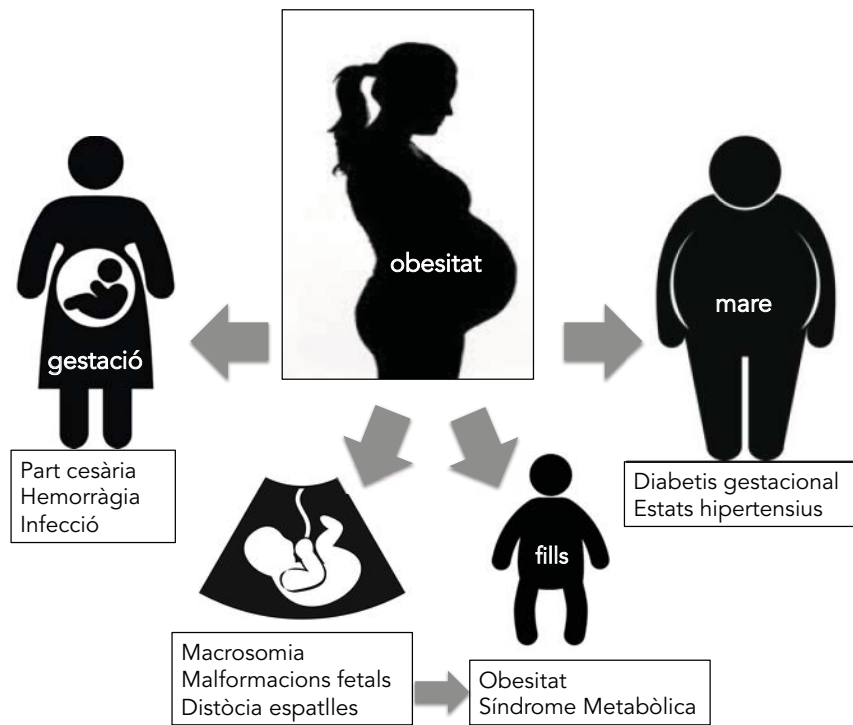 obesitat
gestació
mare
Part cesària
Hemorràgia
Infecció
Diabetis gestacional
Estats hipertensius
fills
Macrosomia
Malformacions fetals
Distòcia espatlles
Obesitat
Síndrome Metabòlica